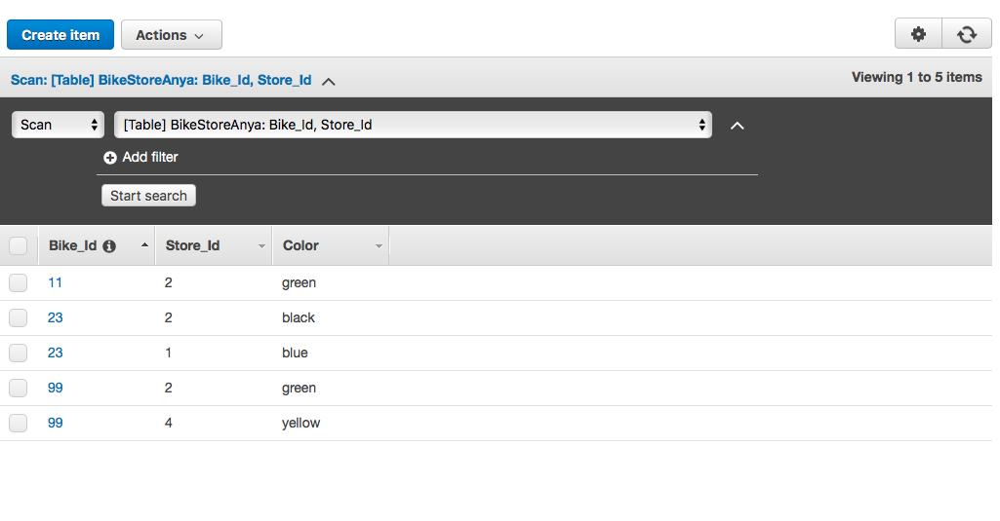 Create item Actions
Scan: [Table] BikeStoreAnya: Bike_Id, Store_Id Viewing 1 to 5 items
Scan [Table] BikeStoreAnya: Bike_Id, Store_Id
Add filter
Start search
Bike_Id Store_Id Color
11 2 green
23 2 black
23 1 blue
99 2 green
99 4 yellow